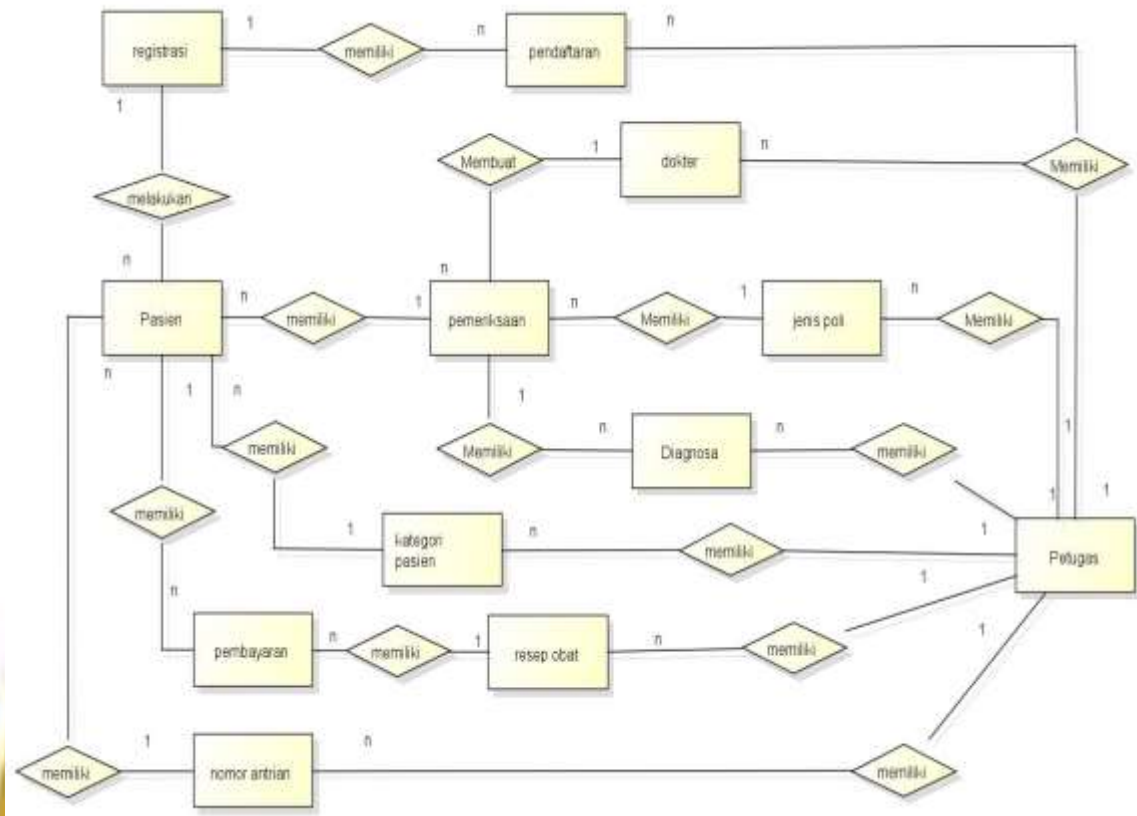 1
n
n
registrasi
memiliki
pendaftaran
1
1
n
Membuat
dokter
Memiliki
melakukan
n
n
n
1
n
1
n
Pasien
memiliki
pemeriksaan
Memiliki
jenis poli
Memiliki
n
1
n
1
1
n
n
memiliki
Memiliki
Diagnosa
memiliki
memiliki
1
1
1
n
1
kategori
pasien
memiliki
Petugas
1
n
n
1
n
1
pembayaran
memiliki
resep obat
memiliki
1
n
memiliki
nomor antrian
memiliki